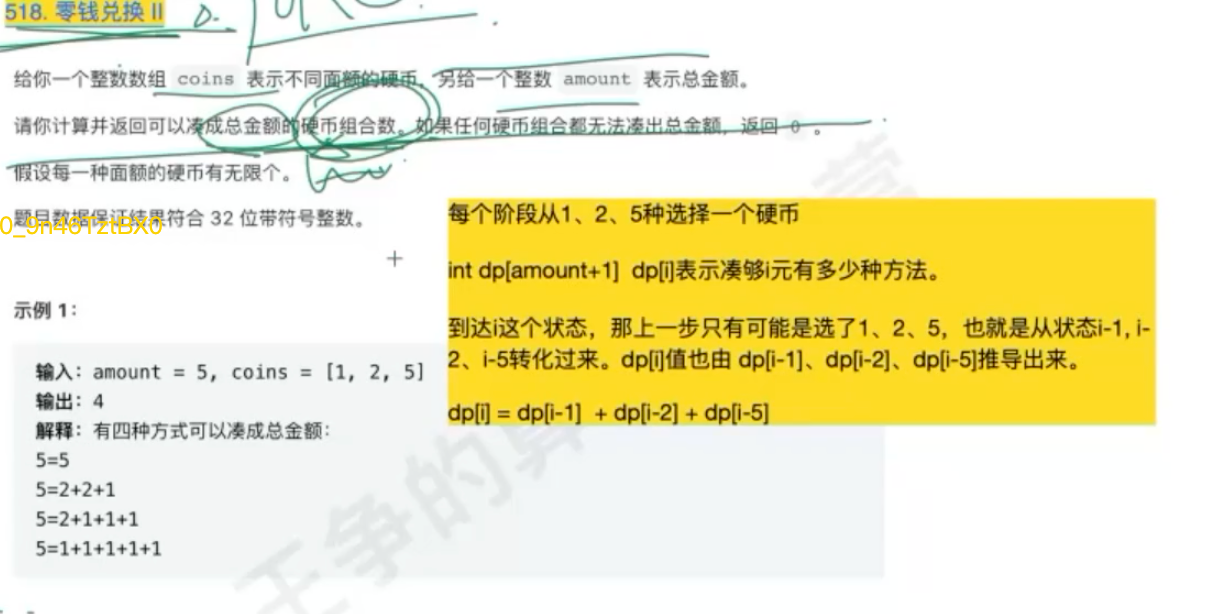 518. 零钱兑换 II
给你一个整数数组 coins 表示不同面额的硬币，另给一个整数 amount 表示总金额。
请你计算并返回可以凑成总金额的硬币组合数。如果任何硬币组合都无法凑出总金额，返回 0 。
假设每一种面额的硬币有无限个。
题目数据保证结果符合 32 位带符号整数。
0_9n48TztBX0
每个阶段从1、2、5种选择一个硬币
int dp[amount+1] dp[i]表示凑够i元有多少种方法。
到达i这个状态，那上一步只有可能是选了1、2、5，也就是从状态i-1, i-
2、i-5转化过来。dp[i]值也由 dp[i-1]、dp[i-2]、dp[i-5]推导出来。
dp[i] = dp[i-1] + dp[i-2] + dp[i-5]
示例 1：
输入：amount = 5, coins = [1, 2, 5]
输出：4
解释：有四种方式可以凑成总金额：
5=5
5=2+2+1
5=2+1+1+1
5=1+1+1+1+1
王争的算
营